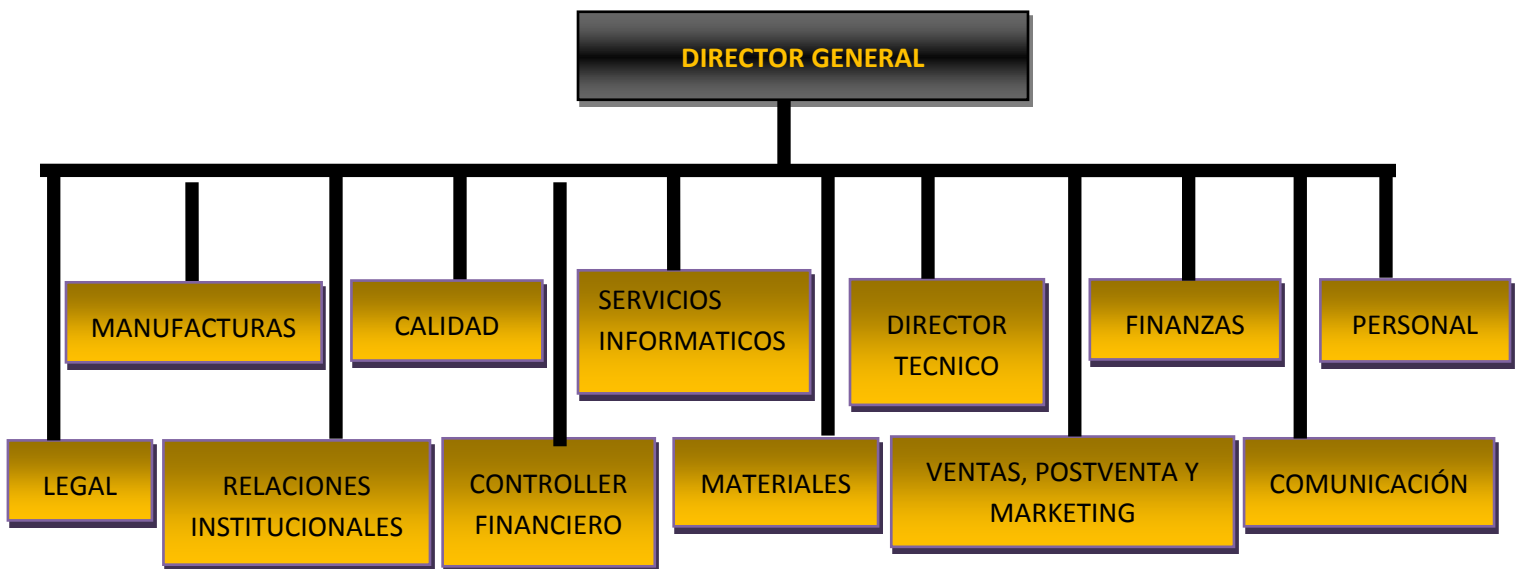 DIRECTOR GENERAL
MANUFACTURAS
CALIDAD
SERVICIOS
INFORMATICOS
DIRECTOR
TECNICO
FINANZAS
PERSONAL
LEGAL
RELACIONES
INSTITUCIONALES
CONTROLLER
FINANCIERO
MATERIALES
VENTAS, POSTVENTA Y
MARKETING
COMUNICACIÓN